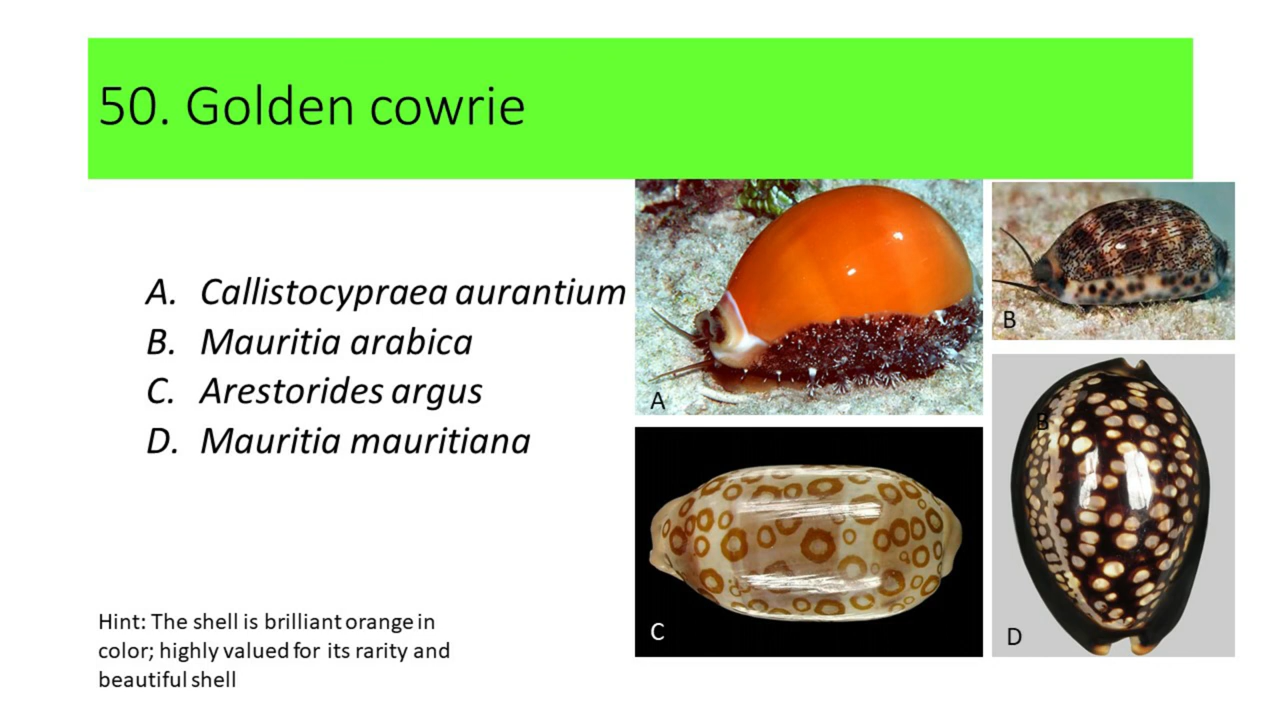 50. Golden cowrie
A. Callistocypraea aurantium
B. Mauritia arabica
C. Arestorides argus
D. Mauritia mauritiana
Hint: The shell is brilliant orange in
color; highly valued for its rarity and
beautiful shell
A
B
C
B
D